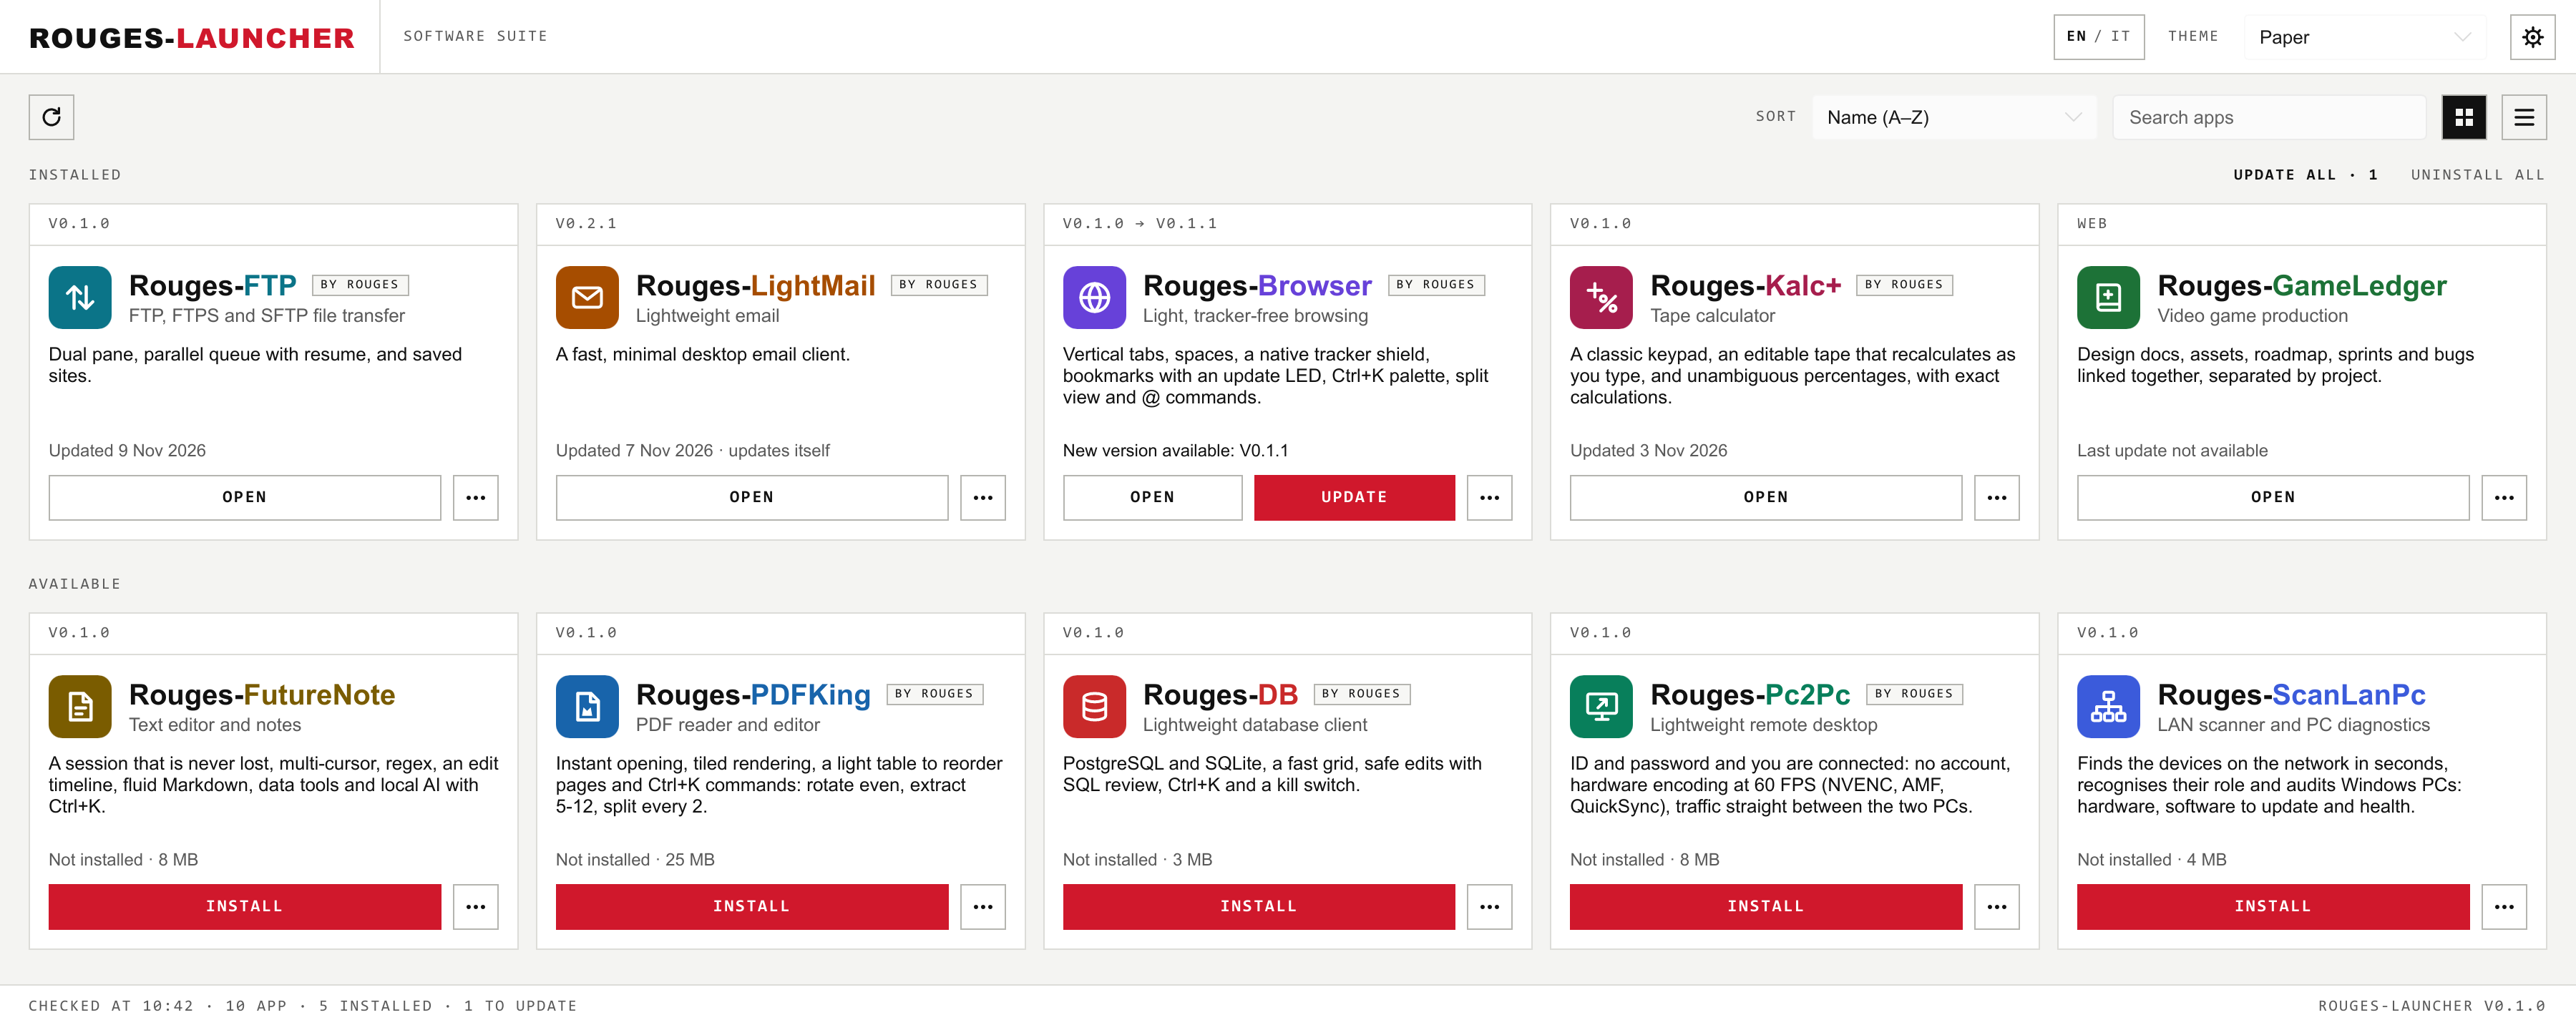 ROUGES-LAUNCHER
SOFTWARE SUITE
EN / IT
THEME
Paper
SORT
Name (A–Z)
Search apps
INSTALLED
UPDATE ALL · 1
UNINSTALL ALL
V0.1.0
Rouges-FTP
BY ROUGES
FTP, FTPS and SFTP file transfer
Dual pane, parallel queue with resume, and saved
sites.
Updated 9 Nov 2026
OPEN
V0.2.1
Rouges-LightMail
BY ROUGES
Lightweight email
A fast, minimal desktop email client.
Updated 7 Nov 2026 · updates itself
OPEN
V0.1.0 → V0.1.1
Rouges-Browser
BY ROUGES
Light, tracker-free browsing
Vertical tabs, spaces, a native tracker shield,
bookmarks with an update LED, Ctrl+K palette, split
view and @ commands.
New version available: V0.1.1
OPEN
UPDATE
V0.1.0
Rouges-Kalc+
BY ROUGES
Tape calculator
A classic keypad, an editable tape that recalculates as
you type, and unambiguous percentages, with exact
calculations.
Updated 3 Nov 2026
OPEN
WEB
Rouges-GameLedger
Video game production
Design docs, assets, roadmap, sprints and bugs
linked together, separated by project.
Last update not available
OPEN
AVAILABLE
V0.1.0
Rouges-FutureNote
Text editor and notes
A session that is never lost, multi-cursor, regex, an edit
timeline, fluid Markdown, data tools and local AI with
Ctrl+K.
Not installed · 8 MB
INSTALL
V0.1.0
Rouges-PDFKing
BY ROUGES
PDF reader and editor
Instant opening, tiled rendering, a light table to reorder
pages and Ctrl+K commands: rotate even, extract
5-12, split every 2.
Not installed · 25 MB
INSTALL
V0.1.0
Rouges-DB
BY ROUGES
Lightweight database client
PostgreSQL and SQLite, a fast grid, safe edits with
SQL review, Ctrl+K and a kill switch.
Not installed · 3 MB
INSTALL
V0.1.0
Rouges-Pc2Pc
BY ROUGES
Lightweight remote desktop
ID and password and you are connected: no account,
hardware encoding at 60 FPS (NVENC, AMF,
QuickSync), traffic straight between the two PCs.
Not installed · 8 MB
INSTALL
V0.1.0
Rouges-ScanLanPc
LAN scanner and PC diagnostics
Finds the devices on the network in seconds,
recognises their role and audits Windows PCs:
hardware, software to update and health.
Not installed · 4 MB
INSTALL
CHECKED AT 10:42 · 10 APP · 5 INSTALLED · 1 TO UPDATE
ROUGES-LAUNCHER V0.1.0